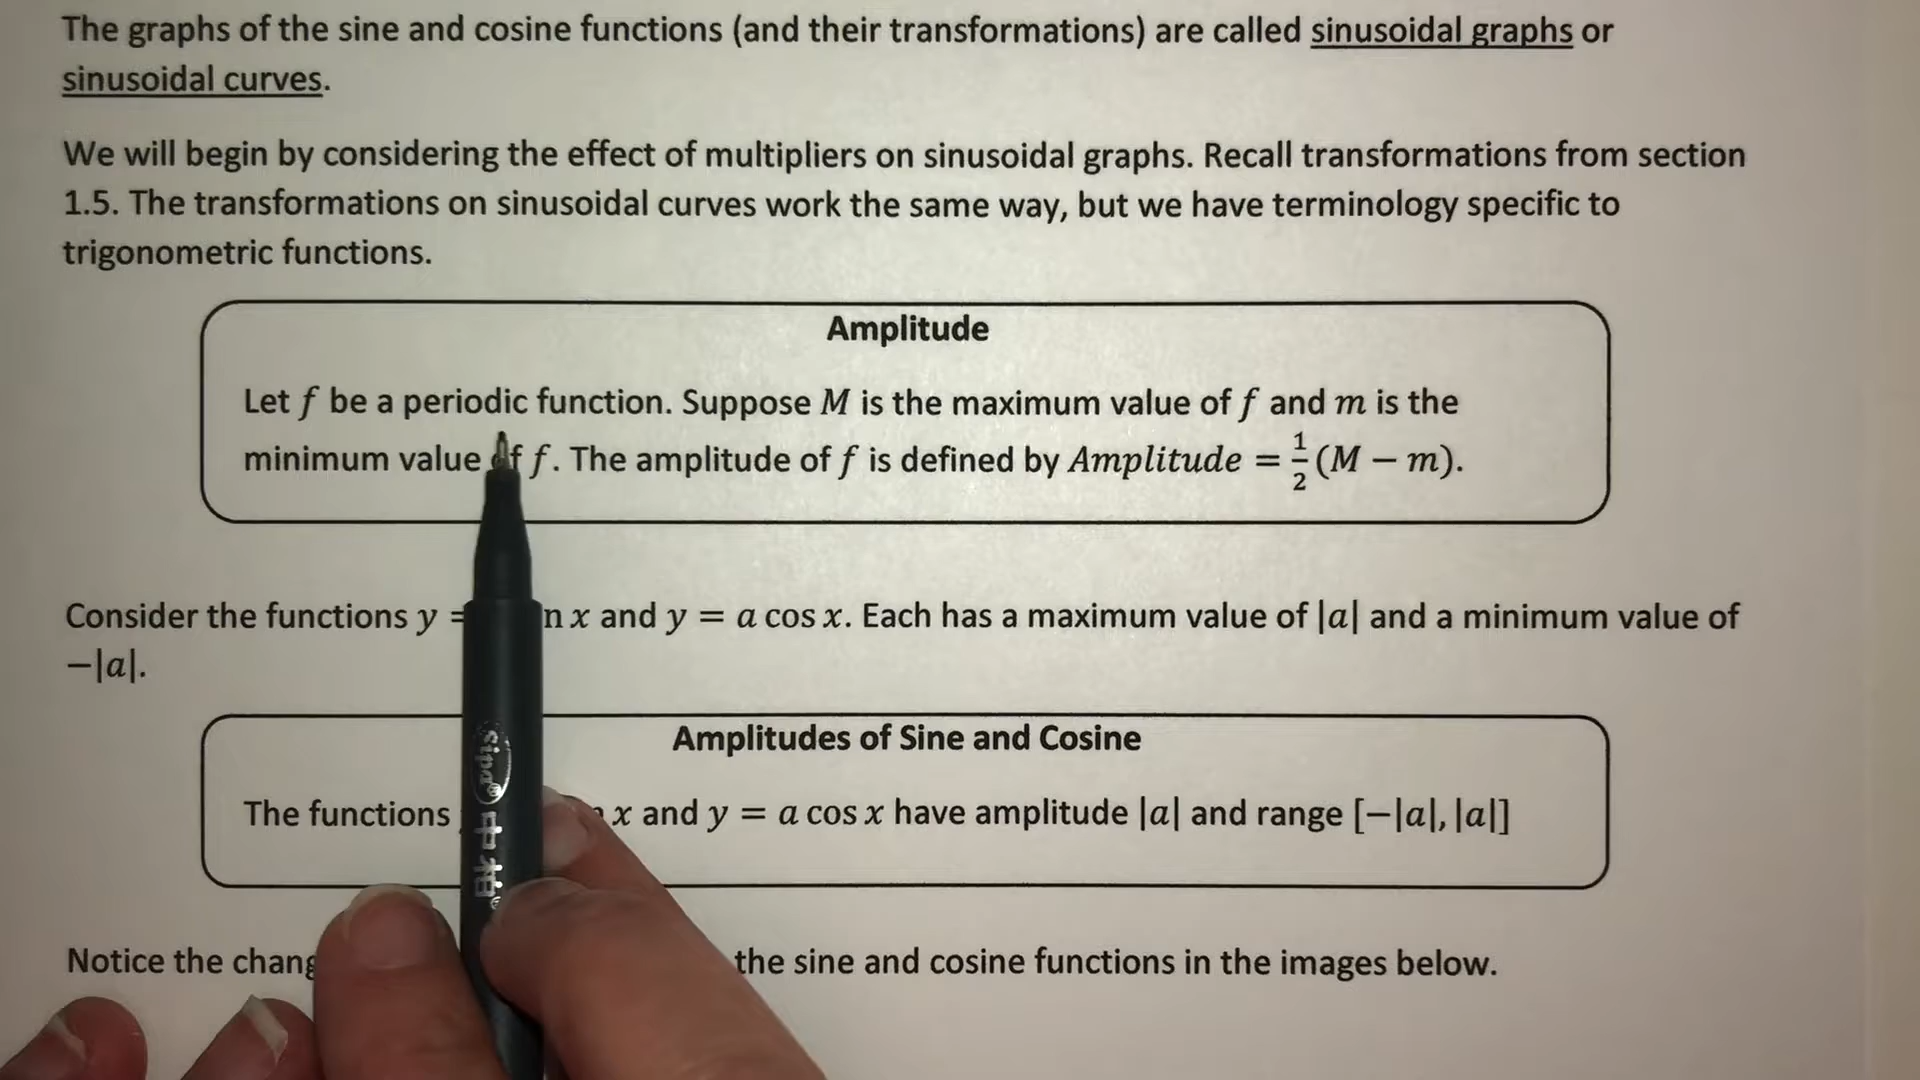 The graphs of the sine and cosine functions (and their transformations) are called sinusoidal graphs or
sinusoidal curves.
We will begin by considering the effect of multipliers on sinusoidal graphs. Recall transformations from section
1.5. The transformations on sinusoidal curves work the same way, but we have terminology specific to
trigonometric functions.
Amplitude
Let f be a periodic function. Suppose M is the maximum value of f and m is the
minimum value of f. The amplitude of f is defined by Amplitude = 1/2 (M − m).
Consider the functions y = x and y = a cos x. Each has a maximum value of |a| and a minimum value of
−|a|.
Amplitudes of Sine and Cosine
The functions x and y = a cos x have amplitude |a| and range [−|a|, |a|]
Notice the the sine and cosine functions in the images below.
sipa® 中柏®